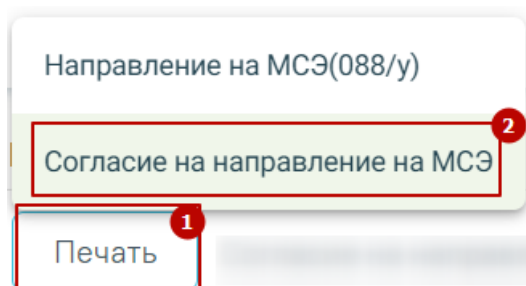 Направление на МСЭ(088/у)
2
Согласие на направление на МСЭ
1
Печать